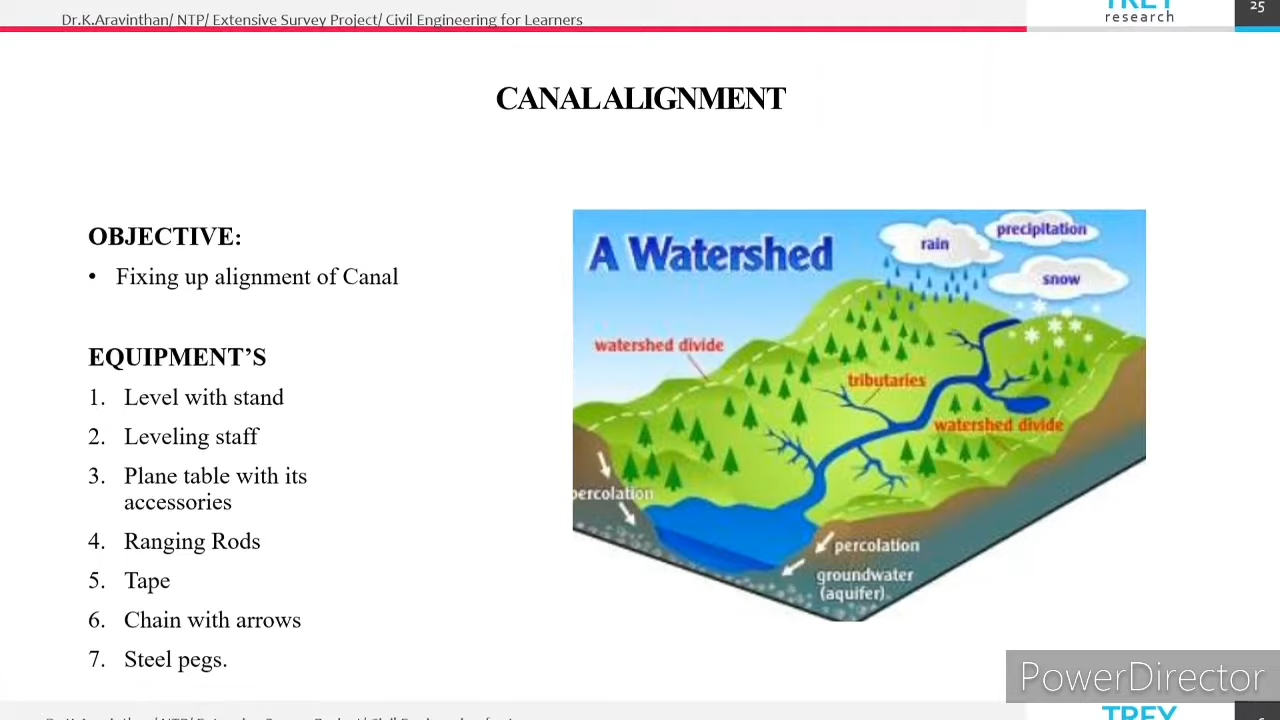 Dr.K.Aravinthan/ NTP/ Extensive Survey Project/ Civil Engineering for Learners
TREY
research
25
CANAL ALIGNMENT
OBJECTIVE:
• Fixing up alignment of Canal
EQUIPMENT’S
1. Level with stand
2. Leveling staff
3. Plane table with its
accessories
4. Ranging Rods
5. Tape
6. Chain with arrows
7. Steel pegs.
A Watershed
rain
precipitation
snow
watershed divide
tributaries
watershed divide
percolation
percolation
groundwater
(aquifer)
PowerDirector
TREY